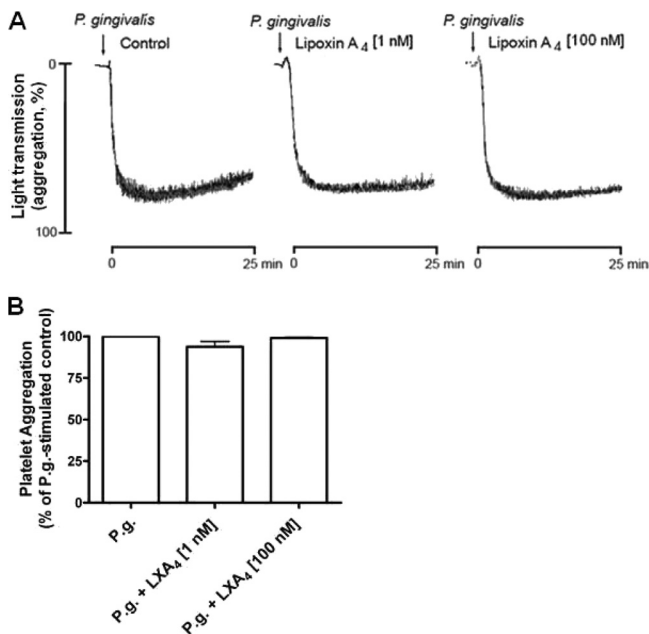 A
P. gingivalis
Control
P. gingivalis
Lipoxin A4 [1 nM]
P. gingivalis
Lipoxin A4 [100 nM]
Light transmission
(aggregation, %)
0
100
0
25 min
0
25 min
0
25 min
B
Platelet Aggregation
(% of P.g.-stimulated control)
100
75
50
25
0
P.g.
P.g. + LXA4 [1 nM]
P.g. + LXA4 [100 nM]